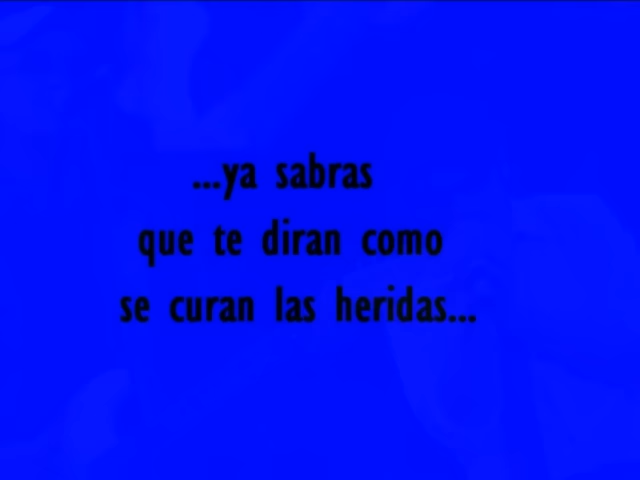 ...ya sabras
que te diran como
se curan las heridas...